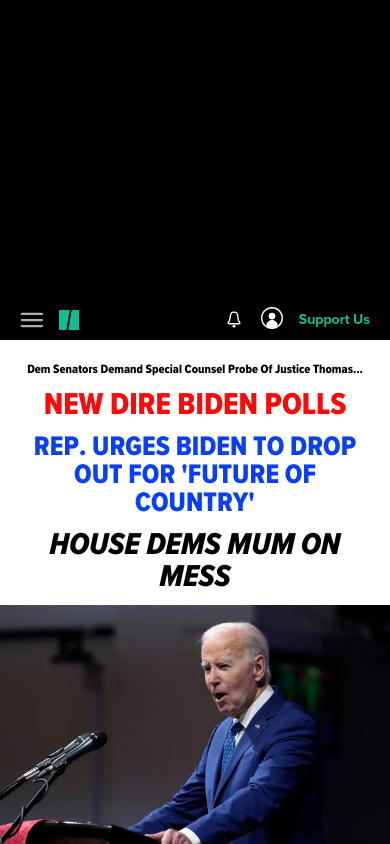 Support Us
Dem Senators Demand Special Counsel Probe Of Justice Thomas...
NEW DIRE BIDEN POLLS
REP. URGES BIDEN TO DROP
OUT FOR 'FUTURE OF
COUNTRY'
HOUSE DEMS MUM ON
MESS